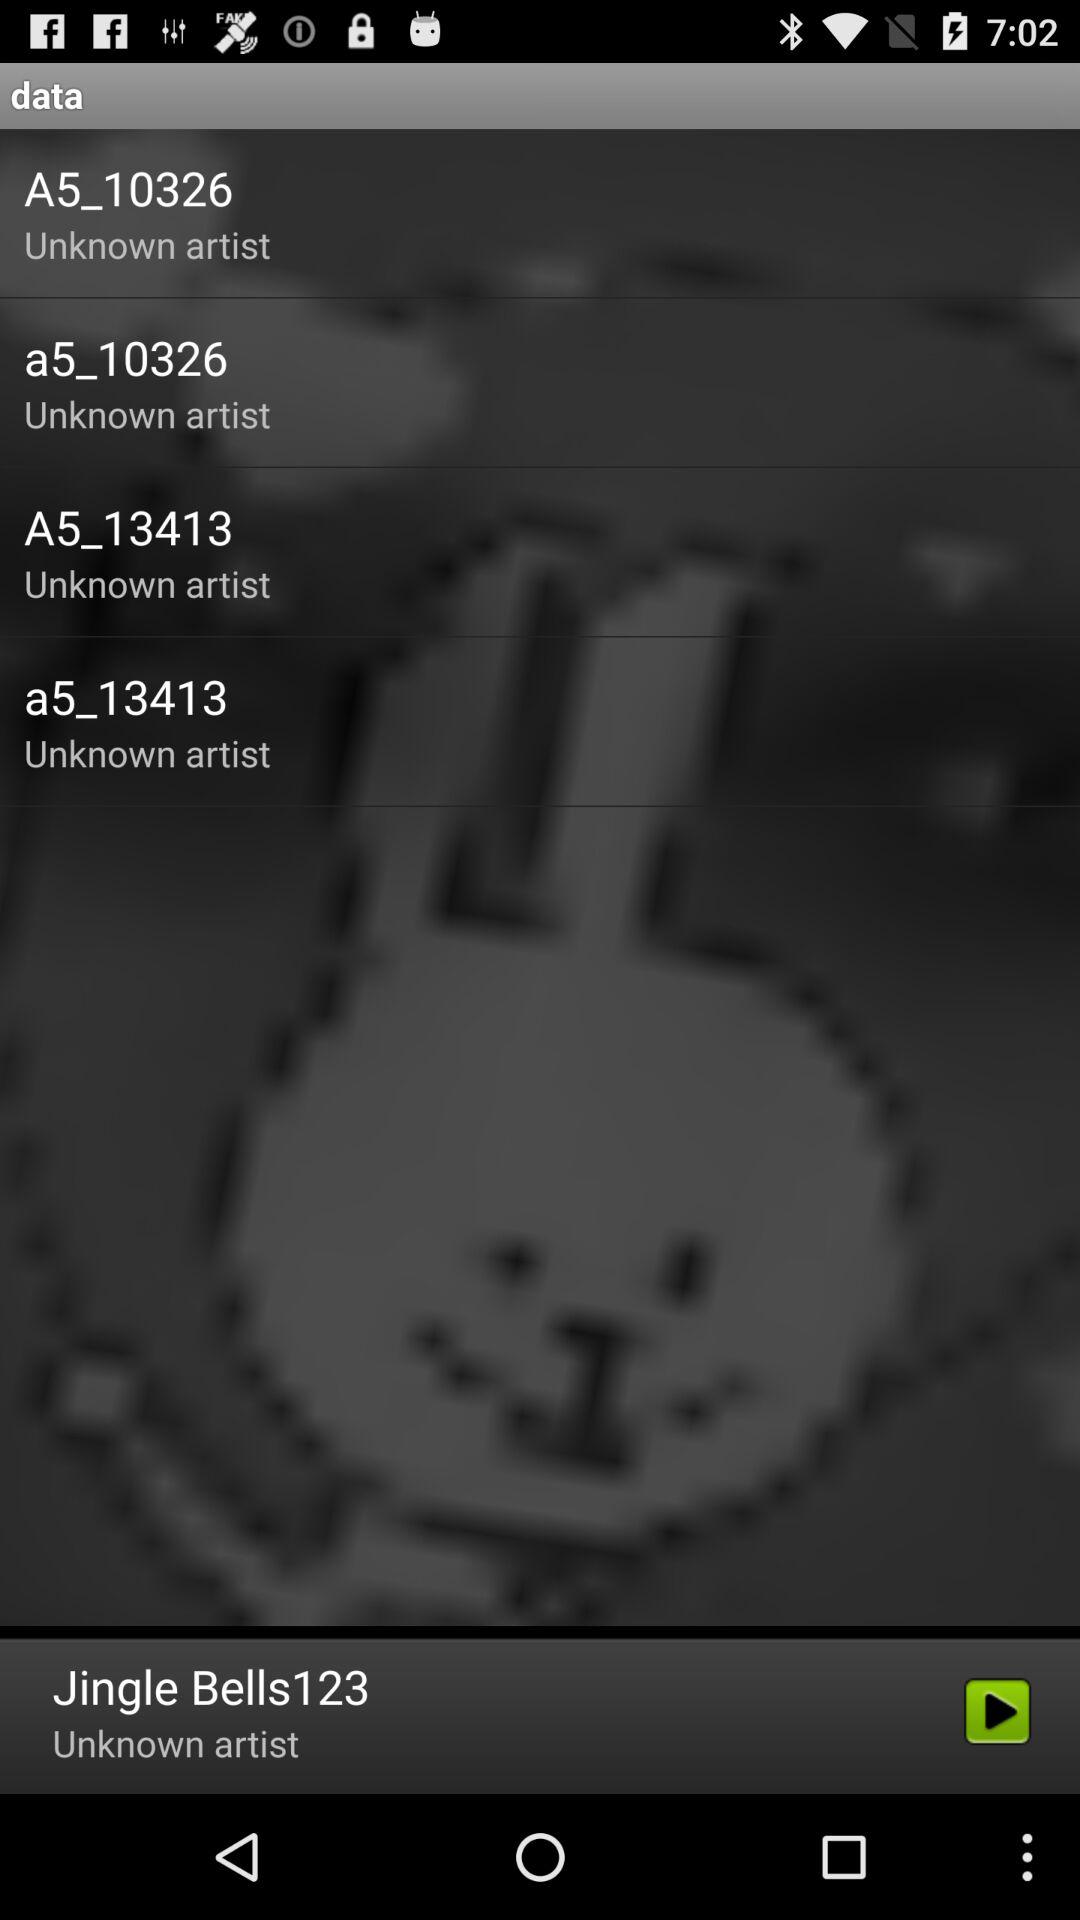 FAKE
7:02
data
A5_10326
Unknown artist
a5_10326
Unknown artist
A5_13413
Unknown artist
a5_13413
Unknown artist
Jingle Bells123
Unknown artist